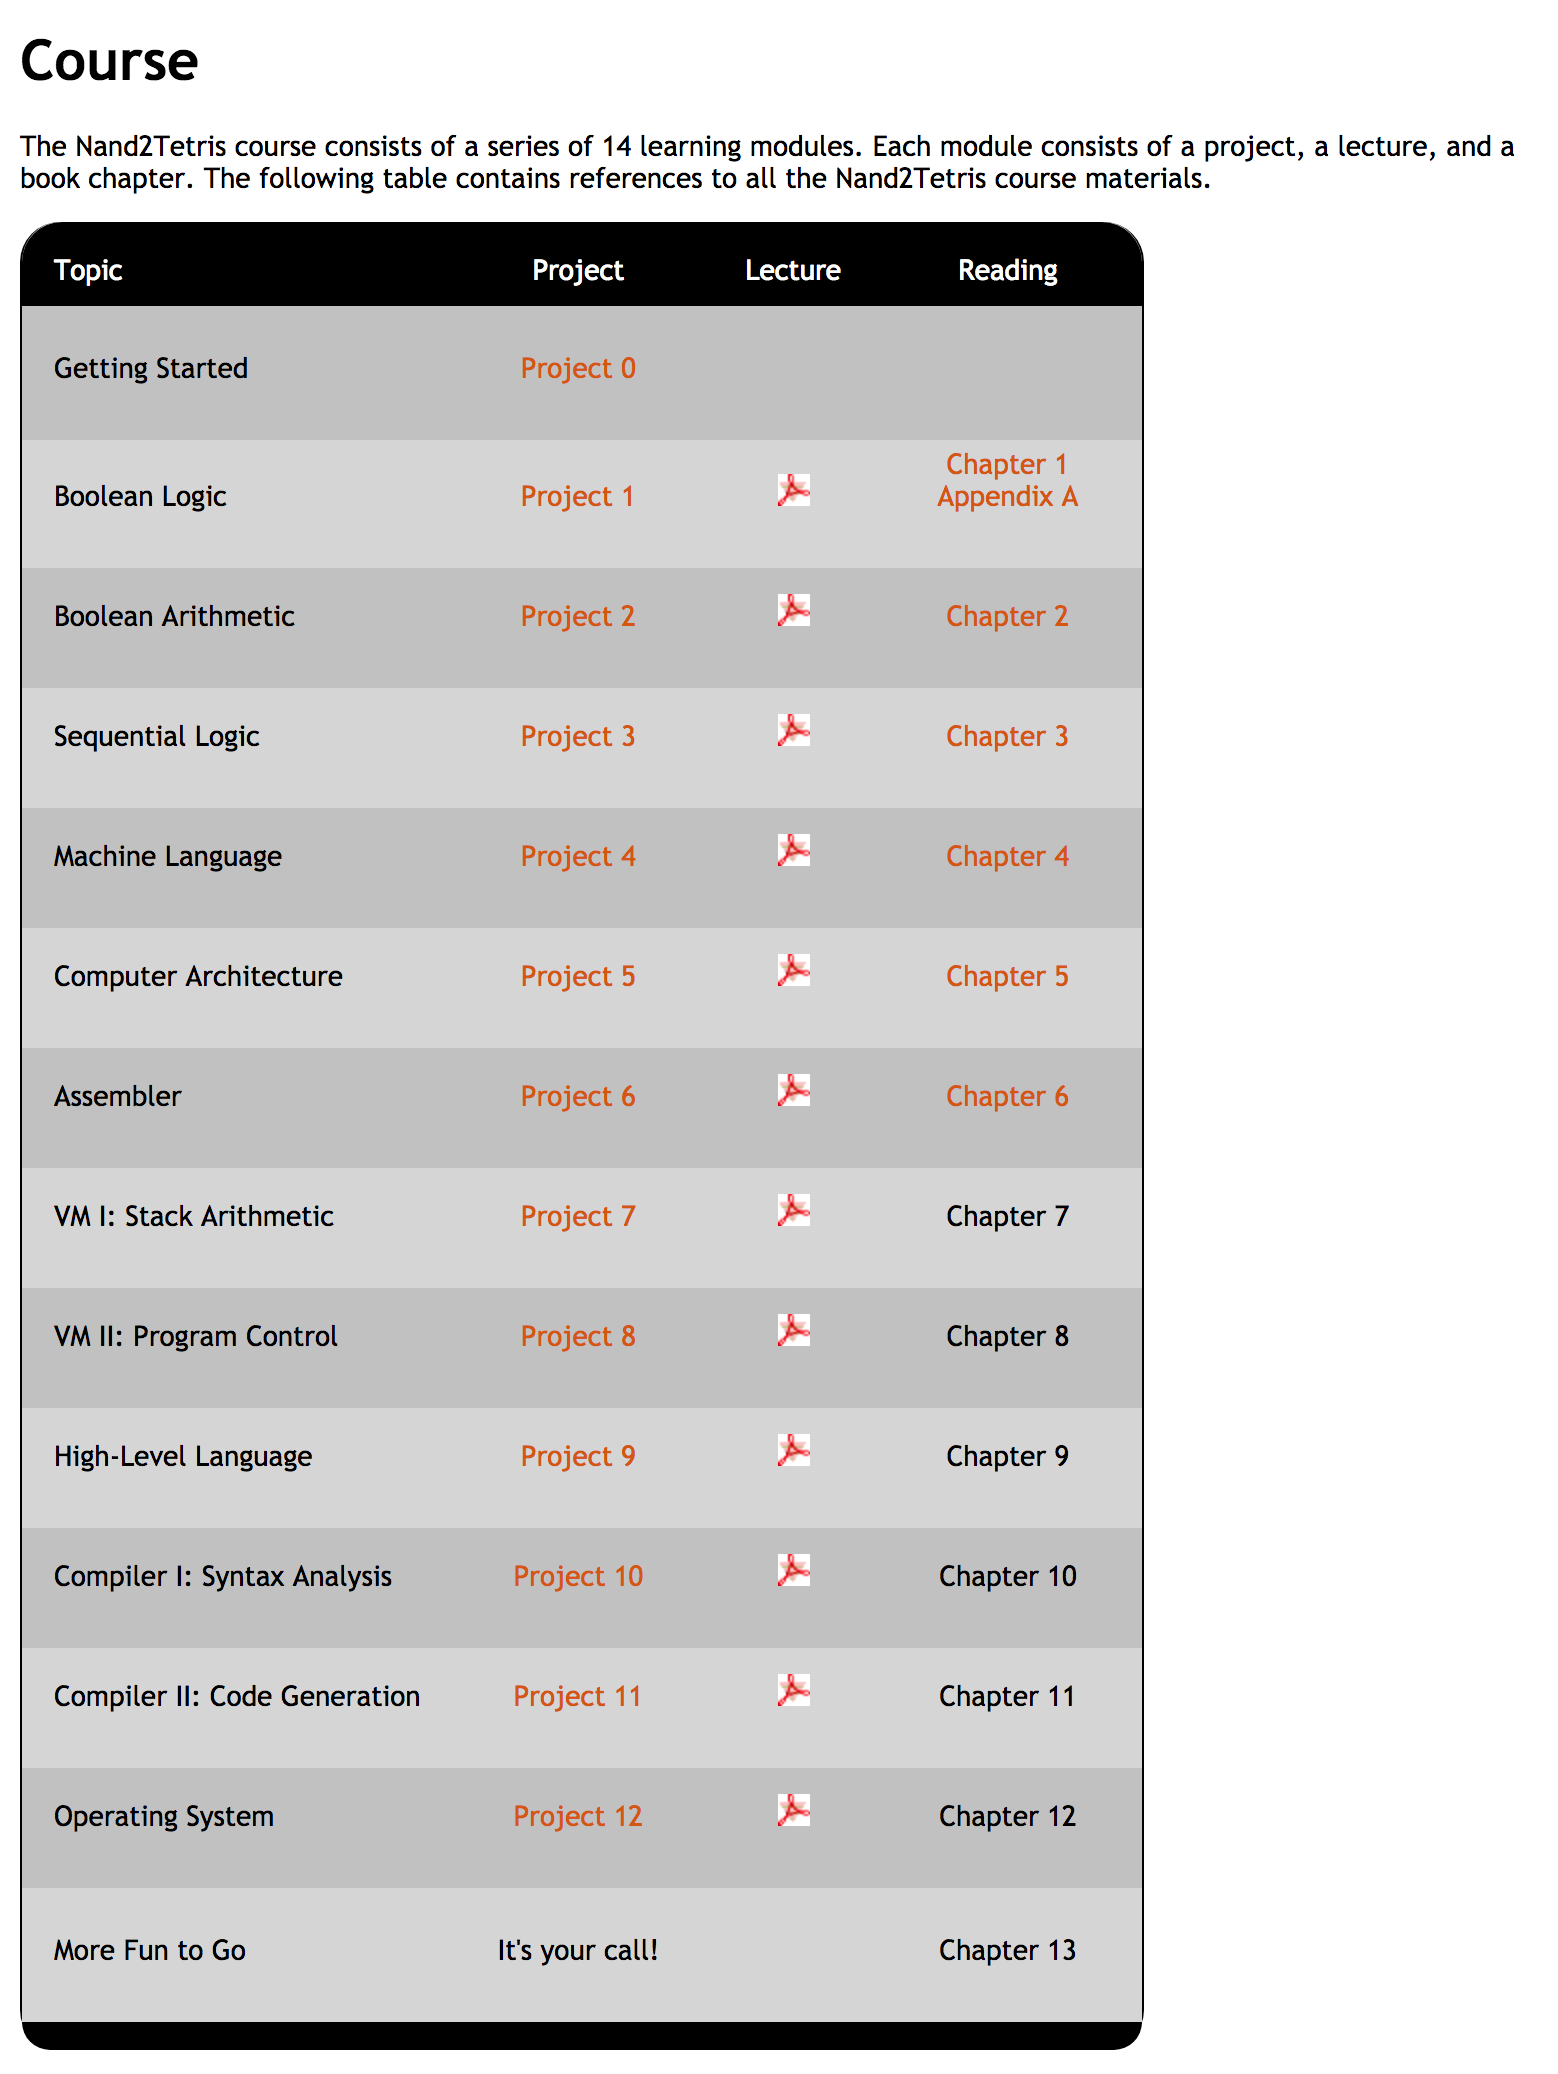 Course
The Nand2Tetris course consists of a series of 14 learning modules. Each module consists of a project, a lecture, and a
book chapter. The following table contains references to all the Nand2Tetris course materials.
Topic Project Lecture Reading
Getting Started Project 0
Chapter 1
Boolean Logic Project 1 Appendix A
Boolean Arithmetic Project 2 Chapter 2
Sequential Logic Project 3 Chapter 3
Machine Language Project 4 Chapter 4
Computer Architecture Project 5 Chapter 5
Assembler Project 6 Chapter 6
VM I: Stack Arithmetic Project 7 Chapter 7
VM II: Program Control Project 8 Chapter 8
High-Level Language Project 9 Chapter 9
Compiler I: Syntax Analysis Project 10 Chapter 10
Compiler II: Code Generation Project 11 Chapter 11
Operating System Project 12 Chapter 12
More Fun to Go It's your call! Chapter 13